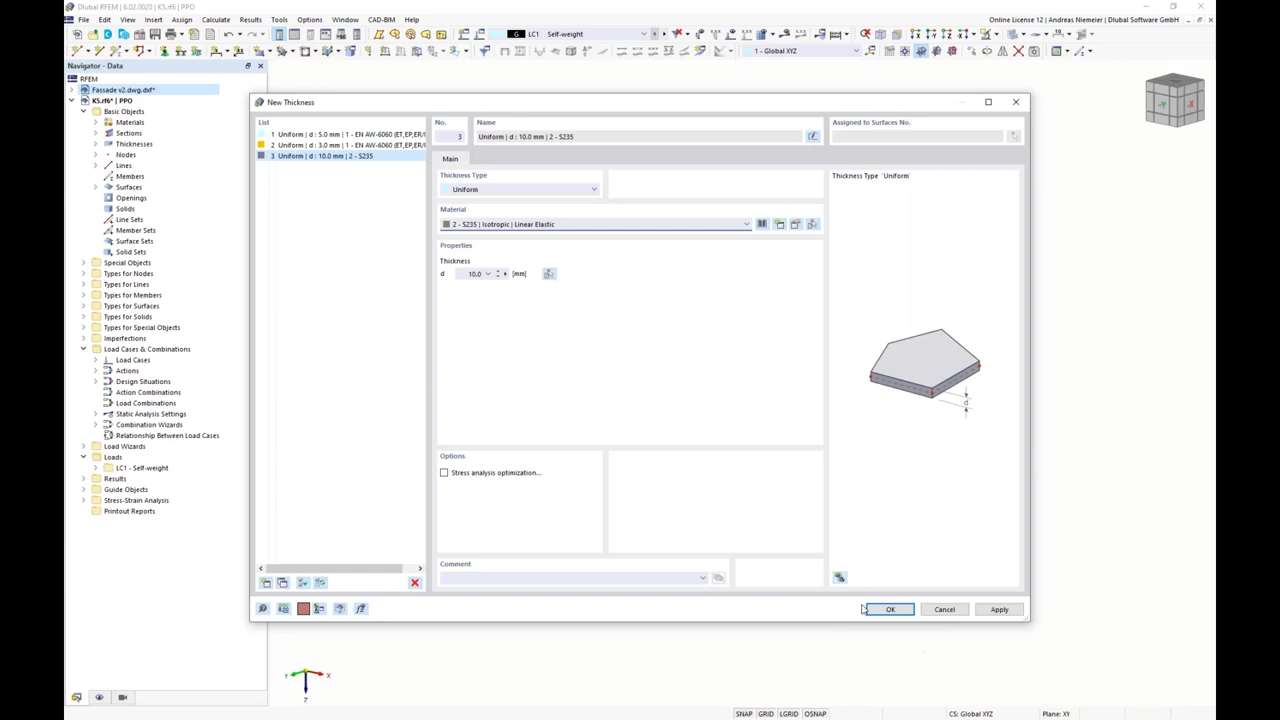 Dlubal RFEM | 6.02.0020 | K5.rf6* | PPO
File Edit View Insert Assign Calculate Results Tools Options Window CAD-BIM Help
Online License 12 | Andreas Niemeier | Dlubal Software GmbH
G LC1 Self-weight
1 - Global XYZ
Navigator - Data
RFEM
Fassade v2.dwg.dxf*
K5.rf6* | PPO
Basic Objects
Materials
Sections
Thicknesses
Nodes
Lines
Members
Surfaces
Openings
Solids
Line Sets
Member Sets
Surface Sets
Solid Sets
Special Objects
Types for Nodes
Types for Lines
Types for Members
Types for Surfaces
Types for Solids
Types for Special Objects
Imperfections
Load Cases & Combinations
Load Cases
Actions
Design Situations
Action Combinations
Load Combinations
Static Analysis Settings
Combination Wizards
Relationship Between Load Cases
Load Wizards
Loads
LC1 - Self-weight
Results
Guide Objects
Stress-Strain Analysis
Printout Reports
New Thickness
List
1 Uniform | d : 5.0 mm | 1 - EN AW-6060 (ET,EP,ER/
2 Uniform | d : 3.0 mm | 1 - EN AW-6060 (ET,EP,ER/
3 Uniform | d : 10.0 mm | 2 - S235
No.
3
Name
Uniform | d : 10.0 mm | 2 - S235
Assigned to Surfaces No.
Main
Thickness Type
Uniform
Material
2 - S235 | Isotropic | Linear Elastic
Properties
Thickness
d 10.0 [mm]
Options
Stress analysis optimization...
Comment
Thickness Type 'Uniform'
d
OK Cancel Apply
-Y -X
Y X
Z
SNAP GRID LGRID OSNAP
CS: Global XYZ Plane: XY